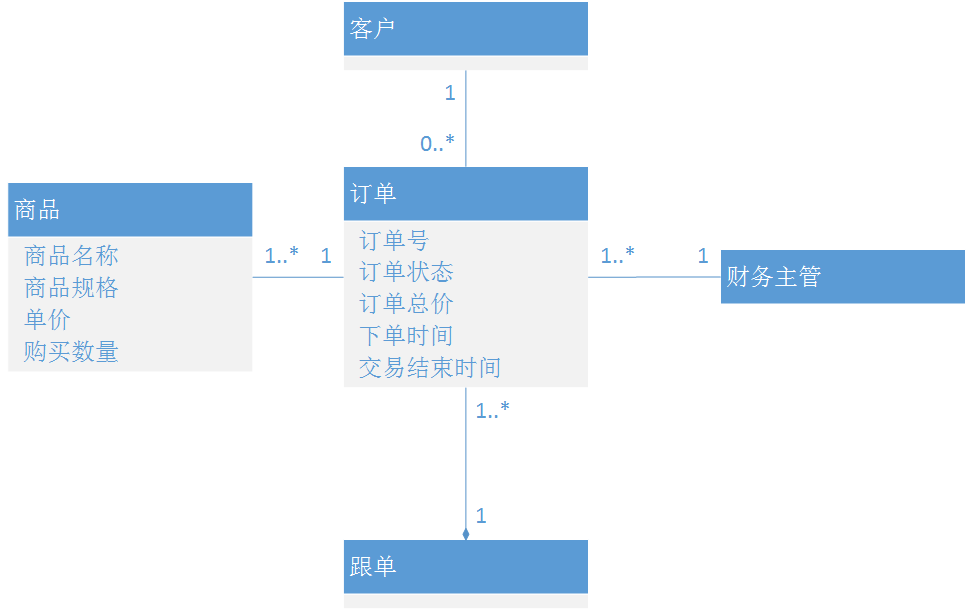 客户
1
0..*
订单
订单号
订单状态
订单总价
下单时间
交易结束时间
商品
商品名称
商品规格
单价
购买数量
1..*
1
1..*
1
财务主管
1..*
1
跟单